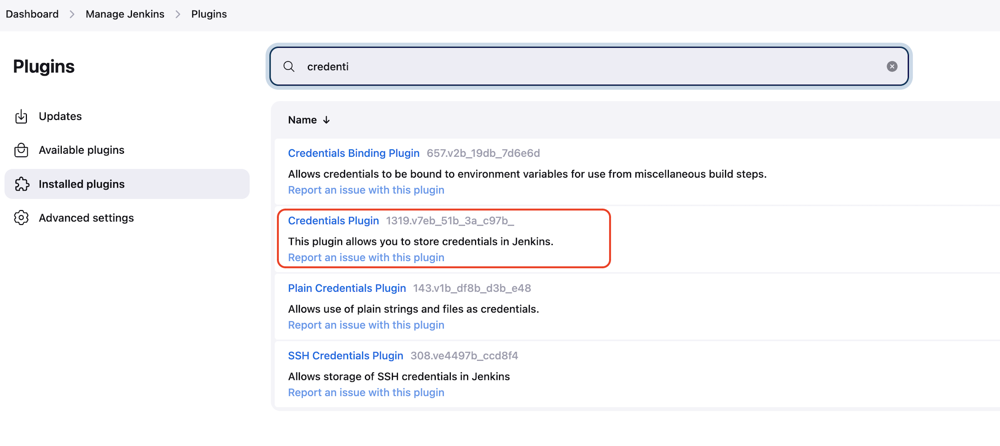 Dashboard > Manage Jenkins > Plugins
Plugins
credenti
Updates
Available plugins
Installed plugins
Advanced settings
Name ↓
Credentials Binding Plugin 657.v2b_19db_7d6e6d
Allows credentials to be bound to environment variables for use from miscellaneous build steps.
Report an issue with this plugin
Credentials Plugin 1319.v7eb_51b_3a_c97b_
This plugin allows you to store credentials in Jenkins.
Report an issue with this plugin
Plain Credentials Plugin 143.v1b_df8b_d3b_e48
Allows use of plain strings and files as credentials.
Report an issue with this plugin
SSH Credentials Plugin 308.ve4497b_ccd8f4
Allows storage of SSH credentials in Jenkins
Report an issue with this plugin